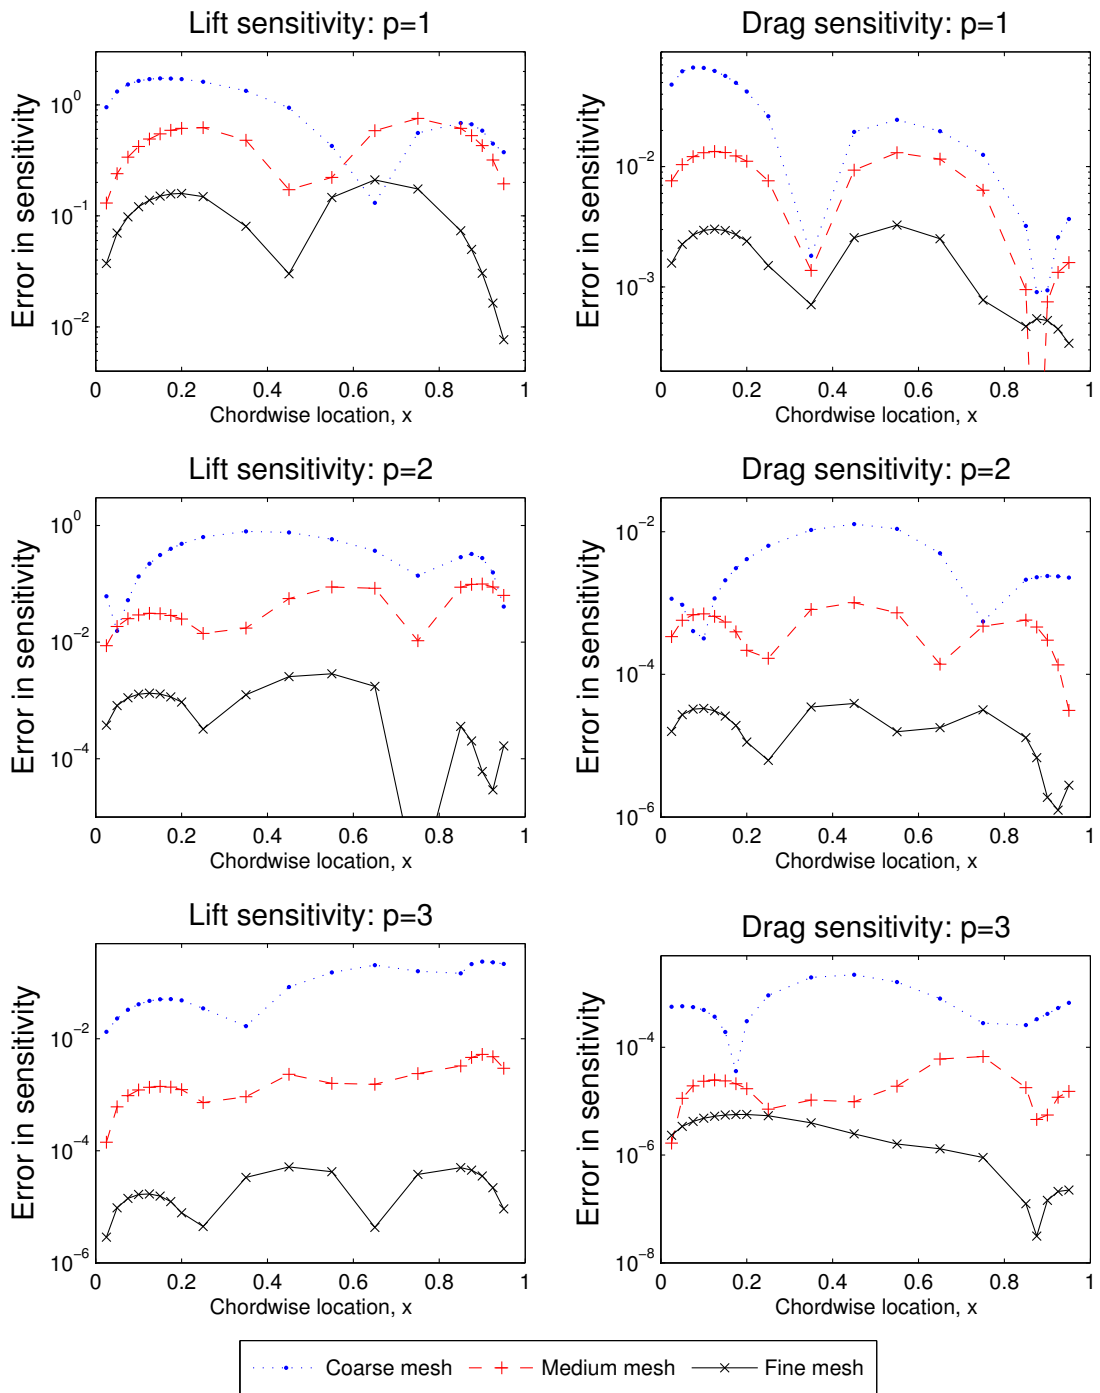 Lift sensitivity: p=1
Error in sensitivity
10^0
10^-1
10^-2
0 0.2 0.4 0.6 0.8 1
Chordwise location, x
Drag sensitivity: p=1
Error in sensitivity
10^-2
10^-3
0 0.2 0.4 0.6 0.8 1
Chordwise location, x
Lift sensitivity: p=2
Error in sensitivity
10^0
10^-2
10^-4
0 0.2 0.4 0.6 0.8 1
Chordwise location, x
Drag sensitivity: p=2
Error in sensitivity
10^-2
10^-4
10^-6
0 0.2 0.4 0.6 0.8 1
Chordwise location, x
Lift sensitivity: p=3
Error in sensitivity
10^-2
10^-4
10^-6
0 0.2 0.4 0.6 0.8 1
Chordwise location, x
Drag sensitivity: p=3
Error in sensitivity
10^-4
10^-6
10^-8
0 0.2 0.4 0.6 0.8 1
Chordwise location, x
Coarse mesh Medium mesh Fine mesh